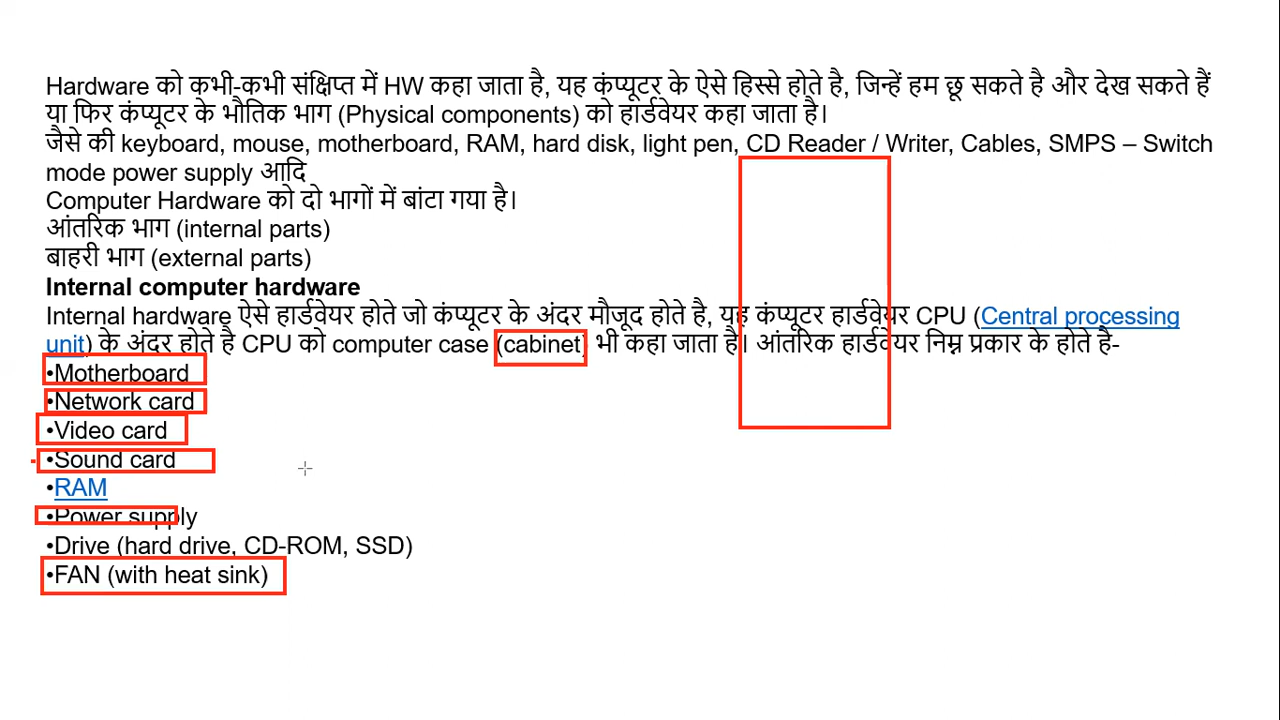 Hardware को कभी-कभी संक्षिप्त में HW कहा जाता है, यह कंप्यूटर के ऐसे हिस्से होते है, जिन्हें हम छू सकते है और देख सकते हैं
या फिर कंप्यूटर के भौतिक भाग (Physical components) को हार्डवेयर कहा जाता है।
जैसे की keyboard, mouse, motherboard, RAM, hard disk, light pen, CD Reader / Writer, Cables, SMPS – Switch
mode power supply आदि
Computer Hardware को दो भागों में बांटा गया है।
आंतरिक भाग (internal parts)
बाहरी भाग (external parts)
Internal computer hardware
Internal hardware ऐसे हार्डवेयर होते जो कंप्यूटर के अंदर मौजूद होते है, यह कंप्यूटर हार्डवेयर CPU (Central processing
unit) के अंदर होते है CPU को computer case (cabinet) भी कहा जाता है। आंतरिक हार्डवेयर निम्न प्रकार के होते है-
•Motherboard
•Network card
•Video card
•Sound card
•RAM
•Power supply
•Drive (hard drive, CD-ROM, SSD)
•FAN (with heat sink)